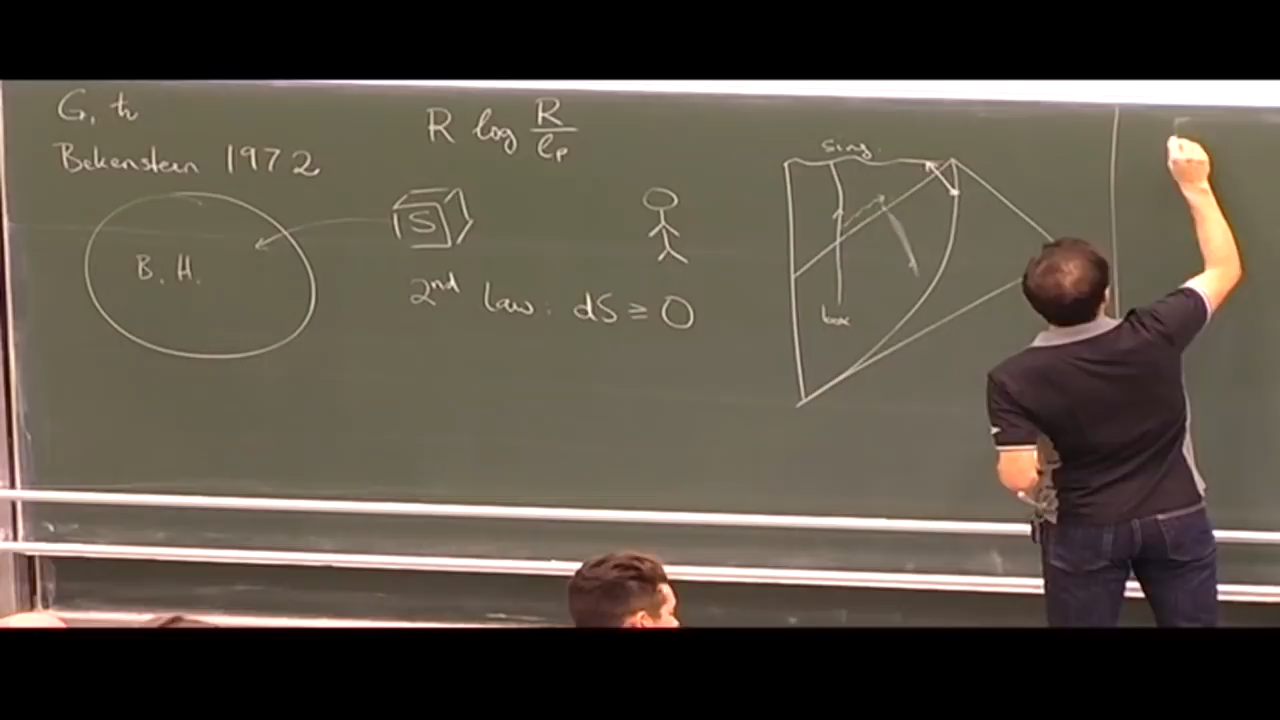 G, ħ
Bekenstein 1972
R log R/ℓp
B.H.
S
2nd Law: dS ≥ 0
Sing.
box